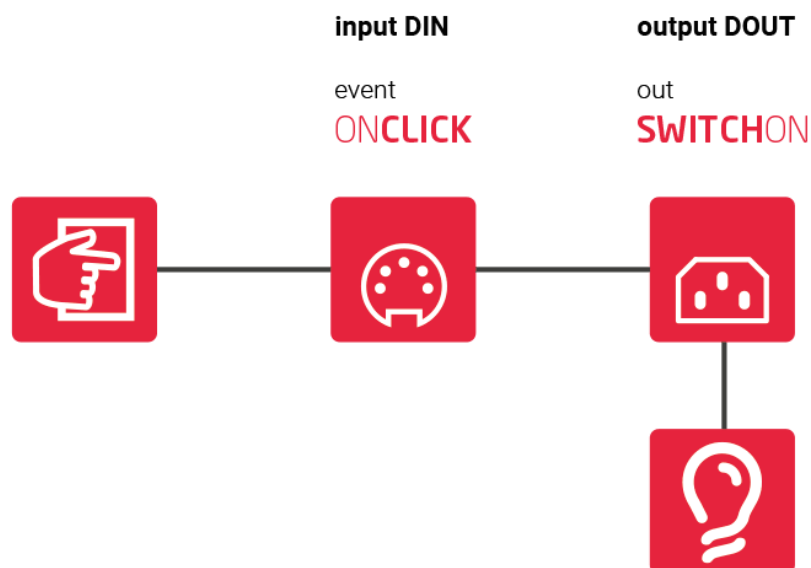 input DIN
output DOUT
event
out
ONCLICK
SWITCHON